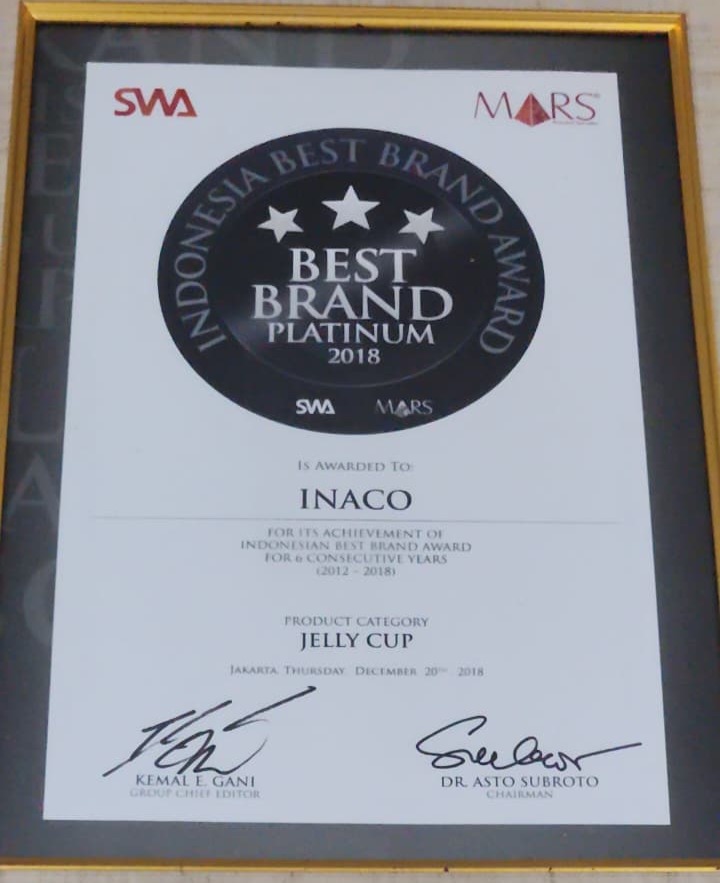 SWA
MARS
INDONESIA BEST BRAND AWARD
BEST
BRAND
PLATINUM
2018
SWA MARS
IS AWARDED TO:
INACO
FOR ITS ACHIEVEMENT OF
INDONESIAN BEST BRAND AWARD
FOR 6 CONSECUTIVE YEARS
(2012 - 2018)
PRODUCT CATEGORY
JELLY CUP
JAKARTA, THURSDAY, DECEMBER 20TH 2018
KEMAL E. GANI
GROUP CHIEF EDITOR
DR. ASTO SUBROTO
CHAIRMAN